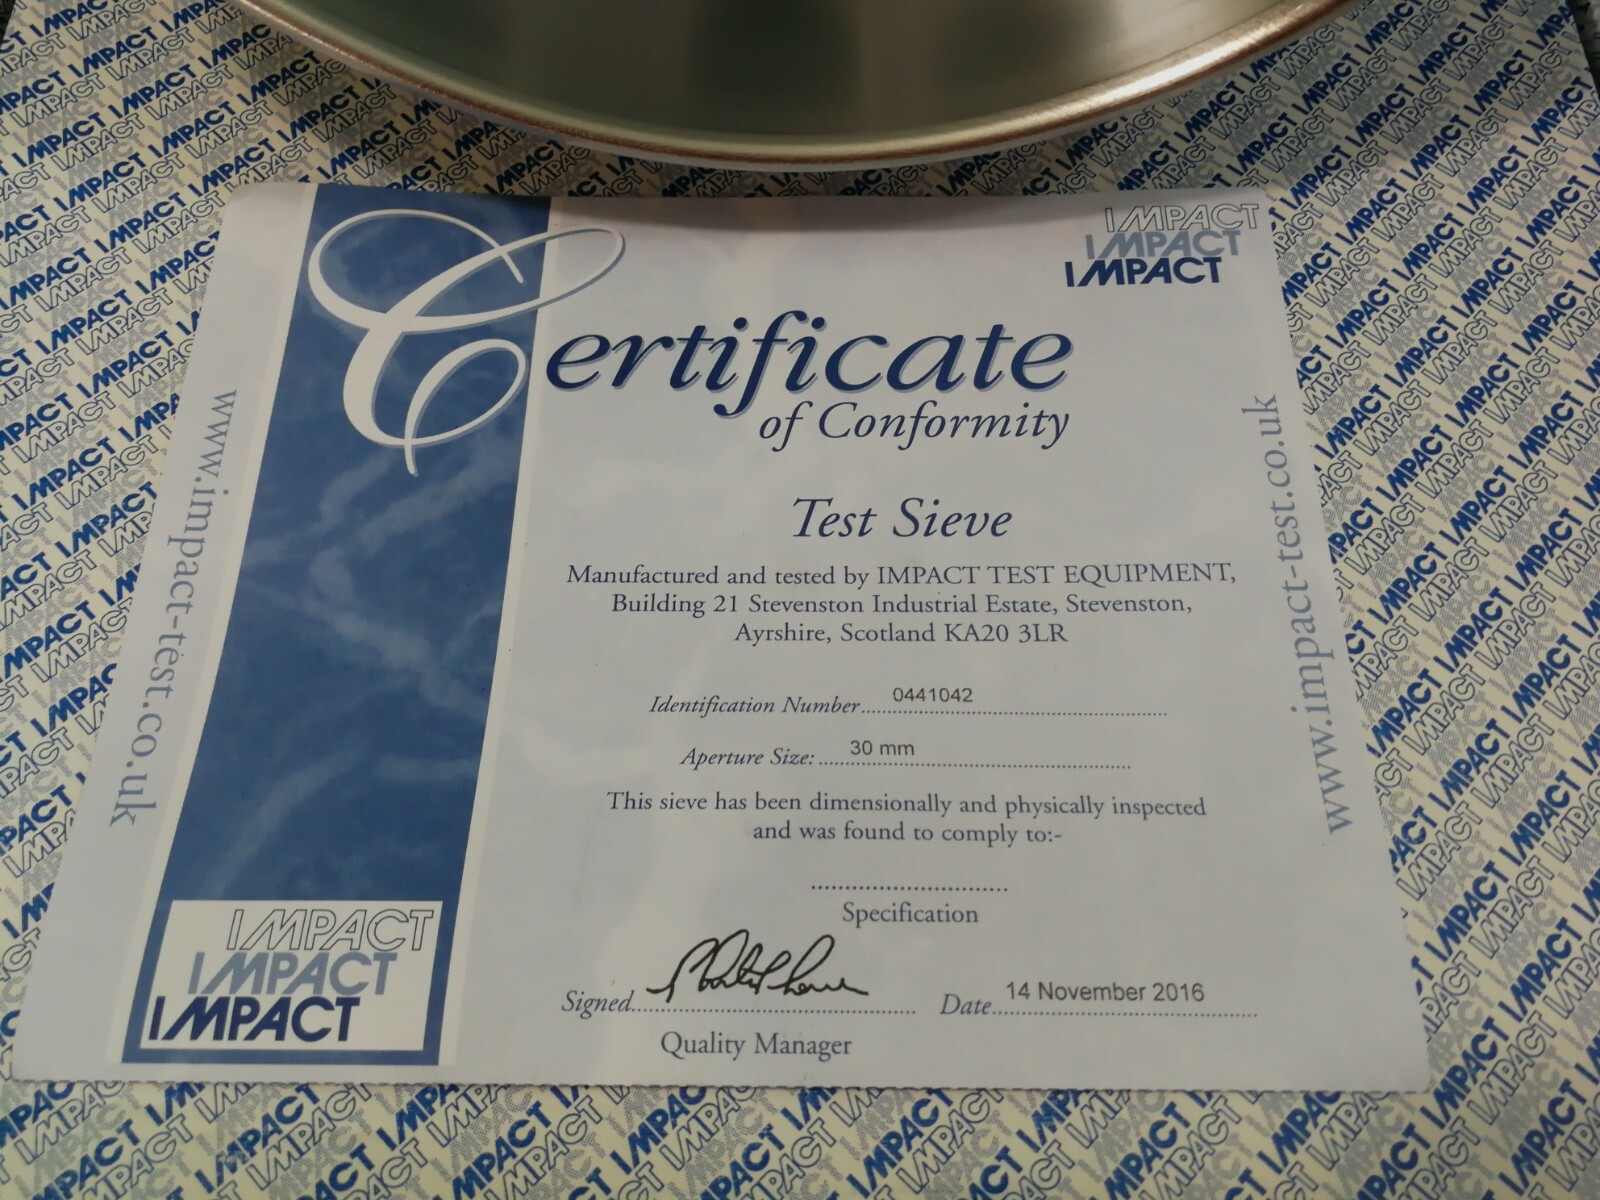 IMPACT
IMPACT
IMPACT
Certificate
of Conformity
Test Sieve
Manufactured and tested by IMPACT TEST EQUIPMENT,
Building 21 Stevenston Industrial Estate, Stevenston,
Ayrshire, Scotland KA20 3LR
Identification Number 0441042
Aperture Size: 30 mm
This sieve has been dimensionally and physically inspected
and was found to comply to:-
Specification
Signed
Date 14 November 2016
Quality Manager
www.impact-test.co.uk
www.impact-test.co.uk
IMPACT
IMPACT
IMPACT